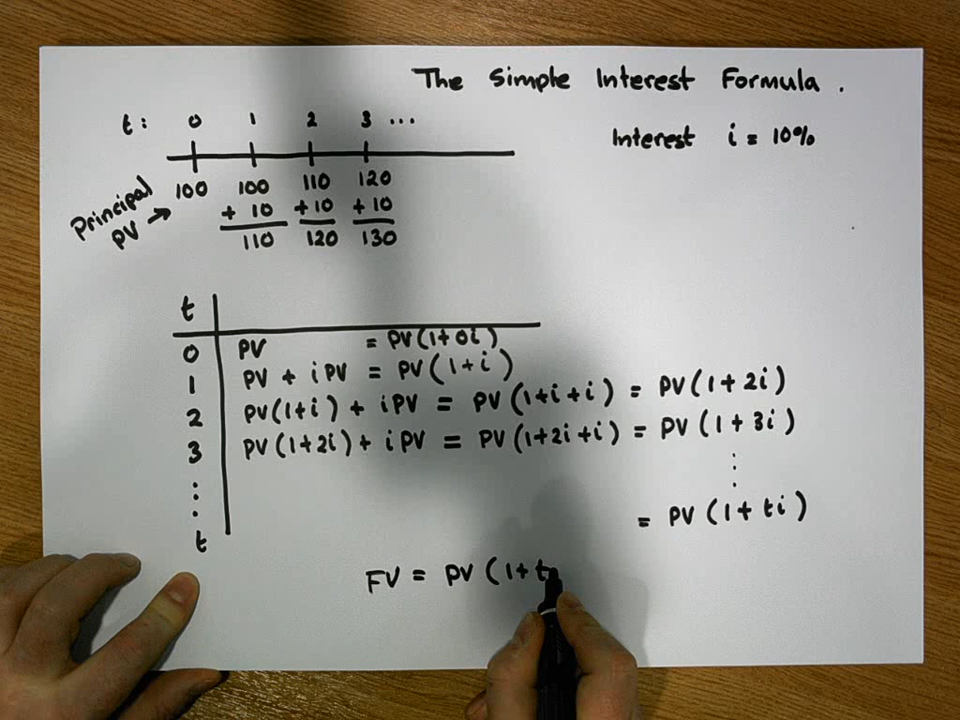 The Simple Interest Formula.
Interest i = 10%
t: 0 1 2 3 ...
Principal PV → 100 100 110 120
+ 10 + 10 + 10
110 120 130
t
0 PV = PV(1+0i)
1 PV + iPV = PV(1+i)
2 PV(1+i) + iPV = PV(1+i+i) = PV(1+2i)
3 PV(1+2i) + iPV = PV(1+2i+i) = PV(1+3i)
⋮ ⋮
t = PV(1+ti)
FV = PV(1+t